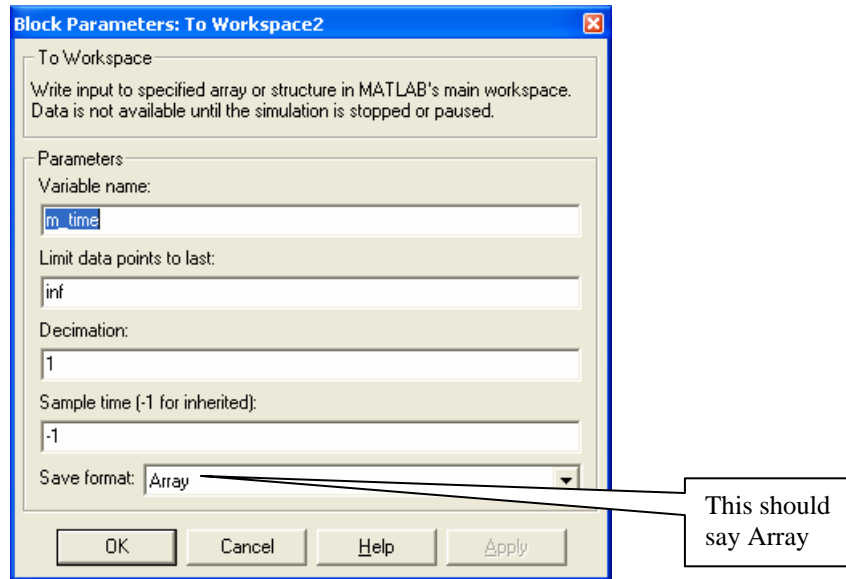 Block Parameters: To Workspace2
To Workspace
Write input to specified array or structure in MATLAB's main workspace.
Data is not available until the simulation is stopped or paused.
Parameters
Variable name:
m_time
Limit data points to last:
inf
Decimation:
1
Sample time (-1 for inherited):
-1
Save format: Array
This should
say Array
OK Cancel Help Apply